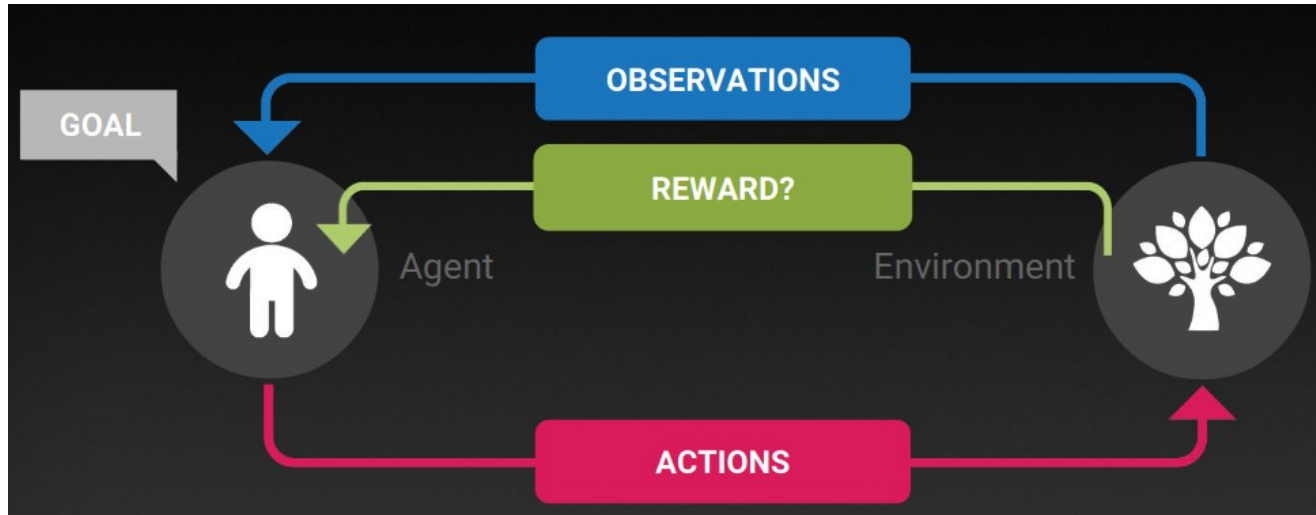 OBSERVATIONS
GOAL
REWARD?
Agent
Environment
ACTIONS